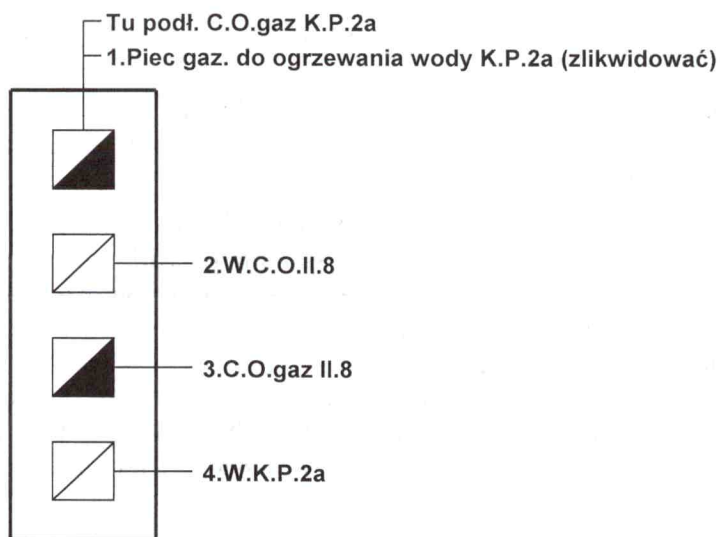 Tu podł. C.O.gaz K.P.2a
1.Piec gaz. do ogrzewania wody K.P.2a (zlikwidować)
2.W.C.O.II.8
3.C.O.gaz II.8
4.W.K.P.2a